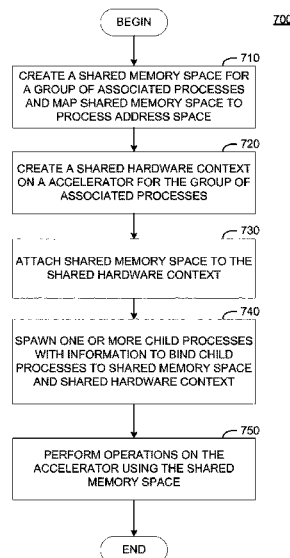 BEGIN
700
710
CREATE A SHARED MEMORY SPACE FOR
A GROUP OF ASSOCIATED PROCESSES
AND MAP SHARED MEMORY SPACE TO
PROCESS ADDRESS SPACE
720
CREATE A SHARED HARDWARE CONTEXT
ON A ACCELERATOR FOR THE GROUP OF
ASSOCIATED PROCESSES
730
ATTACH SHARED MEMORY SPACE TO THE
SHARED HARDWARE CONTEXT
740
SPAWN ONE OR MORE CHILD PROCESSES
WITH INFORMATION TO BIND CHILD
PROCESSES TO SHARED MEMORY SPACE
AND SHARED HARDWARE CONTEXT
750
PERFORM OPERATIONS ON THE
ACCELERATOR USING THE SHARED
MEMORY SPACE
END